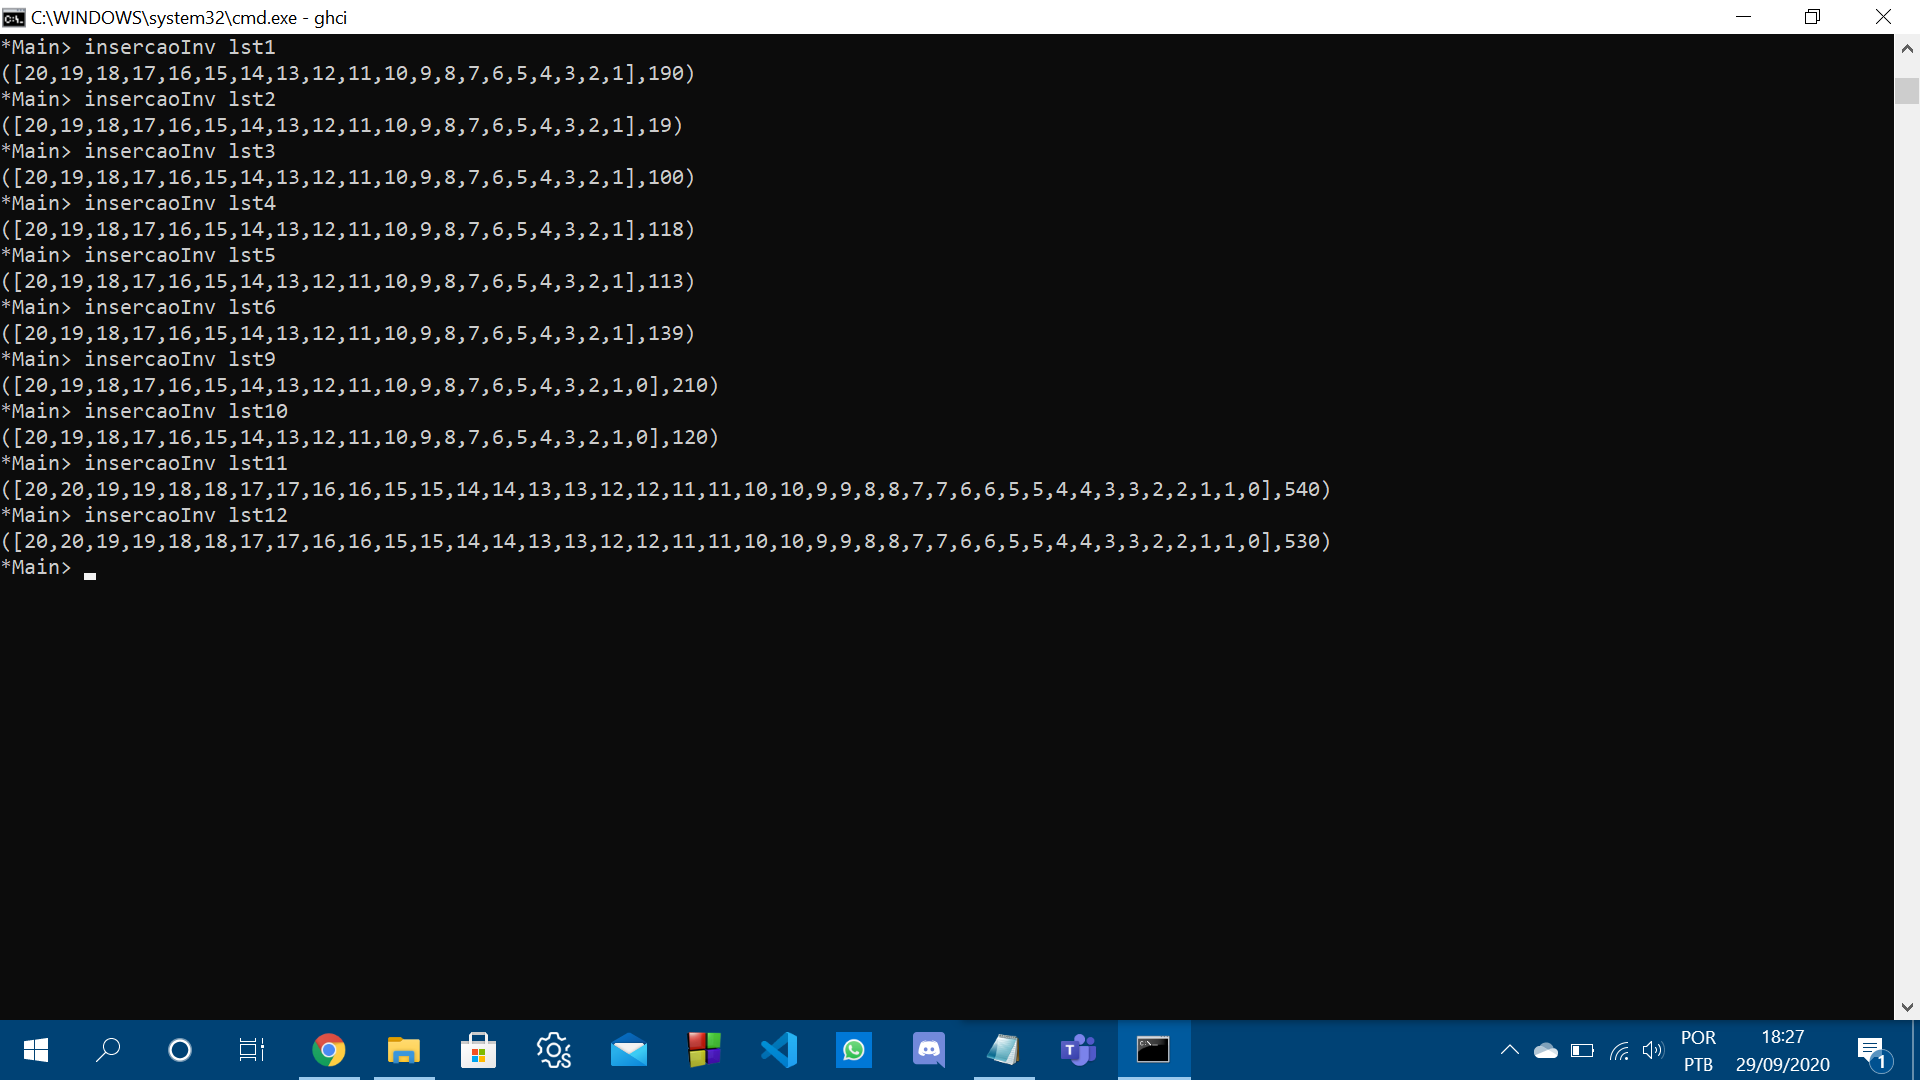 C:\WINDOWS\system32\cmd.exe - ghci
*Main> insercaoInv lst1
([20,19,18,17,16,15,14,13,12,11,10,9,8,7,6,5,4,3,2,1],190)
*Main> insercaoInv lst2
([20,19,18,17,16,15,14,13,12,11,10,9,8,7,6,5,4,3,2,1],19)
*Main> insercaoInv lst3
([20,19,18,17,16,15,14,13,12,11,10,9,8,7,6,5,4,3,2,1],100)
*Main> insercaoInv lst4
([20,19,18,17,16,15,14,13,12,11,10,9,8,7,6,5,4,3,2,1],118)
*Main> insercaoInv lst5
([20,19,18,17,16,15,14,13,12,11,10,9,8,7,6,5,4,3,2,1],113)
*Main> insercaoInv lst6
([20,19,18,17,16,15,14,13,12,11,10,9,8,7,6,5,4,3,2,1],139)
*Main> insercaoInv lst9
([20,19,18,17,16,15,14,13,12,11,10,9,8,7,6,5,4,3,2,1,0],210)
*Main> insercaoInv lst10
([20,19,18,17,16,15,14,13,12,11,10,9,8,7,6,5,4,3,2,1,0],120)
*Main> insercaoInv lst11
([20,20,19,19,18,18,17,17,16,16,15,15,14,14,13,13,12,12,11,11,10,10,9,9,8,8,7,7,6,6,5,5,4,4,3,3,2,2,1,1,0],540)
*Main> insercaoInv lst12
([20,20,19,19,18,18,17,17,16,16,15,15,14,14,13,13,12,12,11,11,10,10,9,9,8,8,7,7,6,6,5,5,4,4,3,3,2,2,1,1,0],530)
*Main>
POR
PTB
18:27
29/09/2020
1